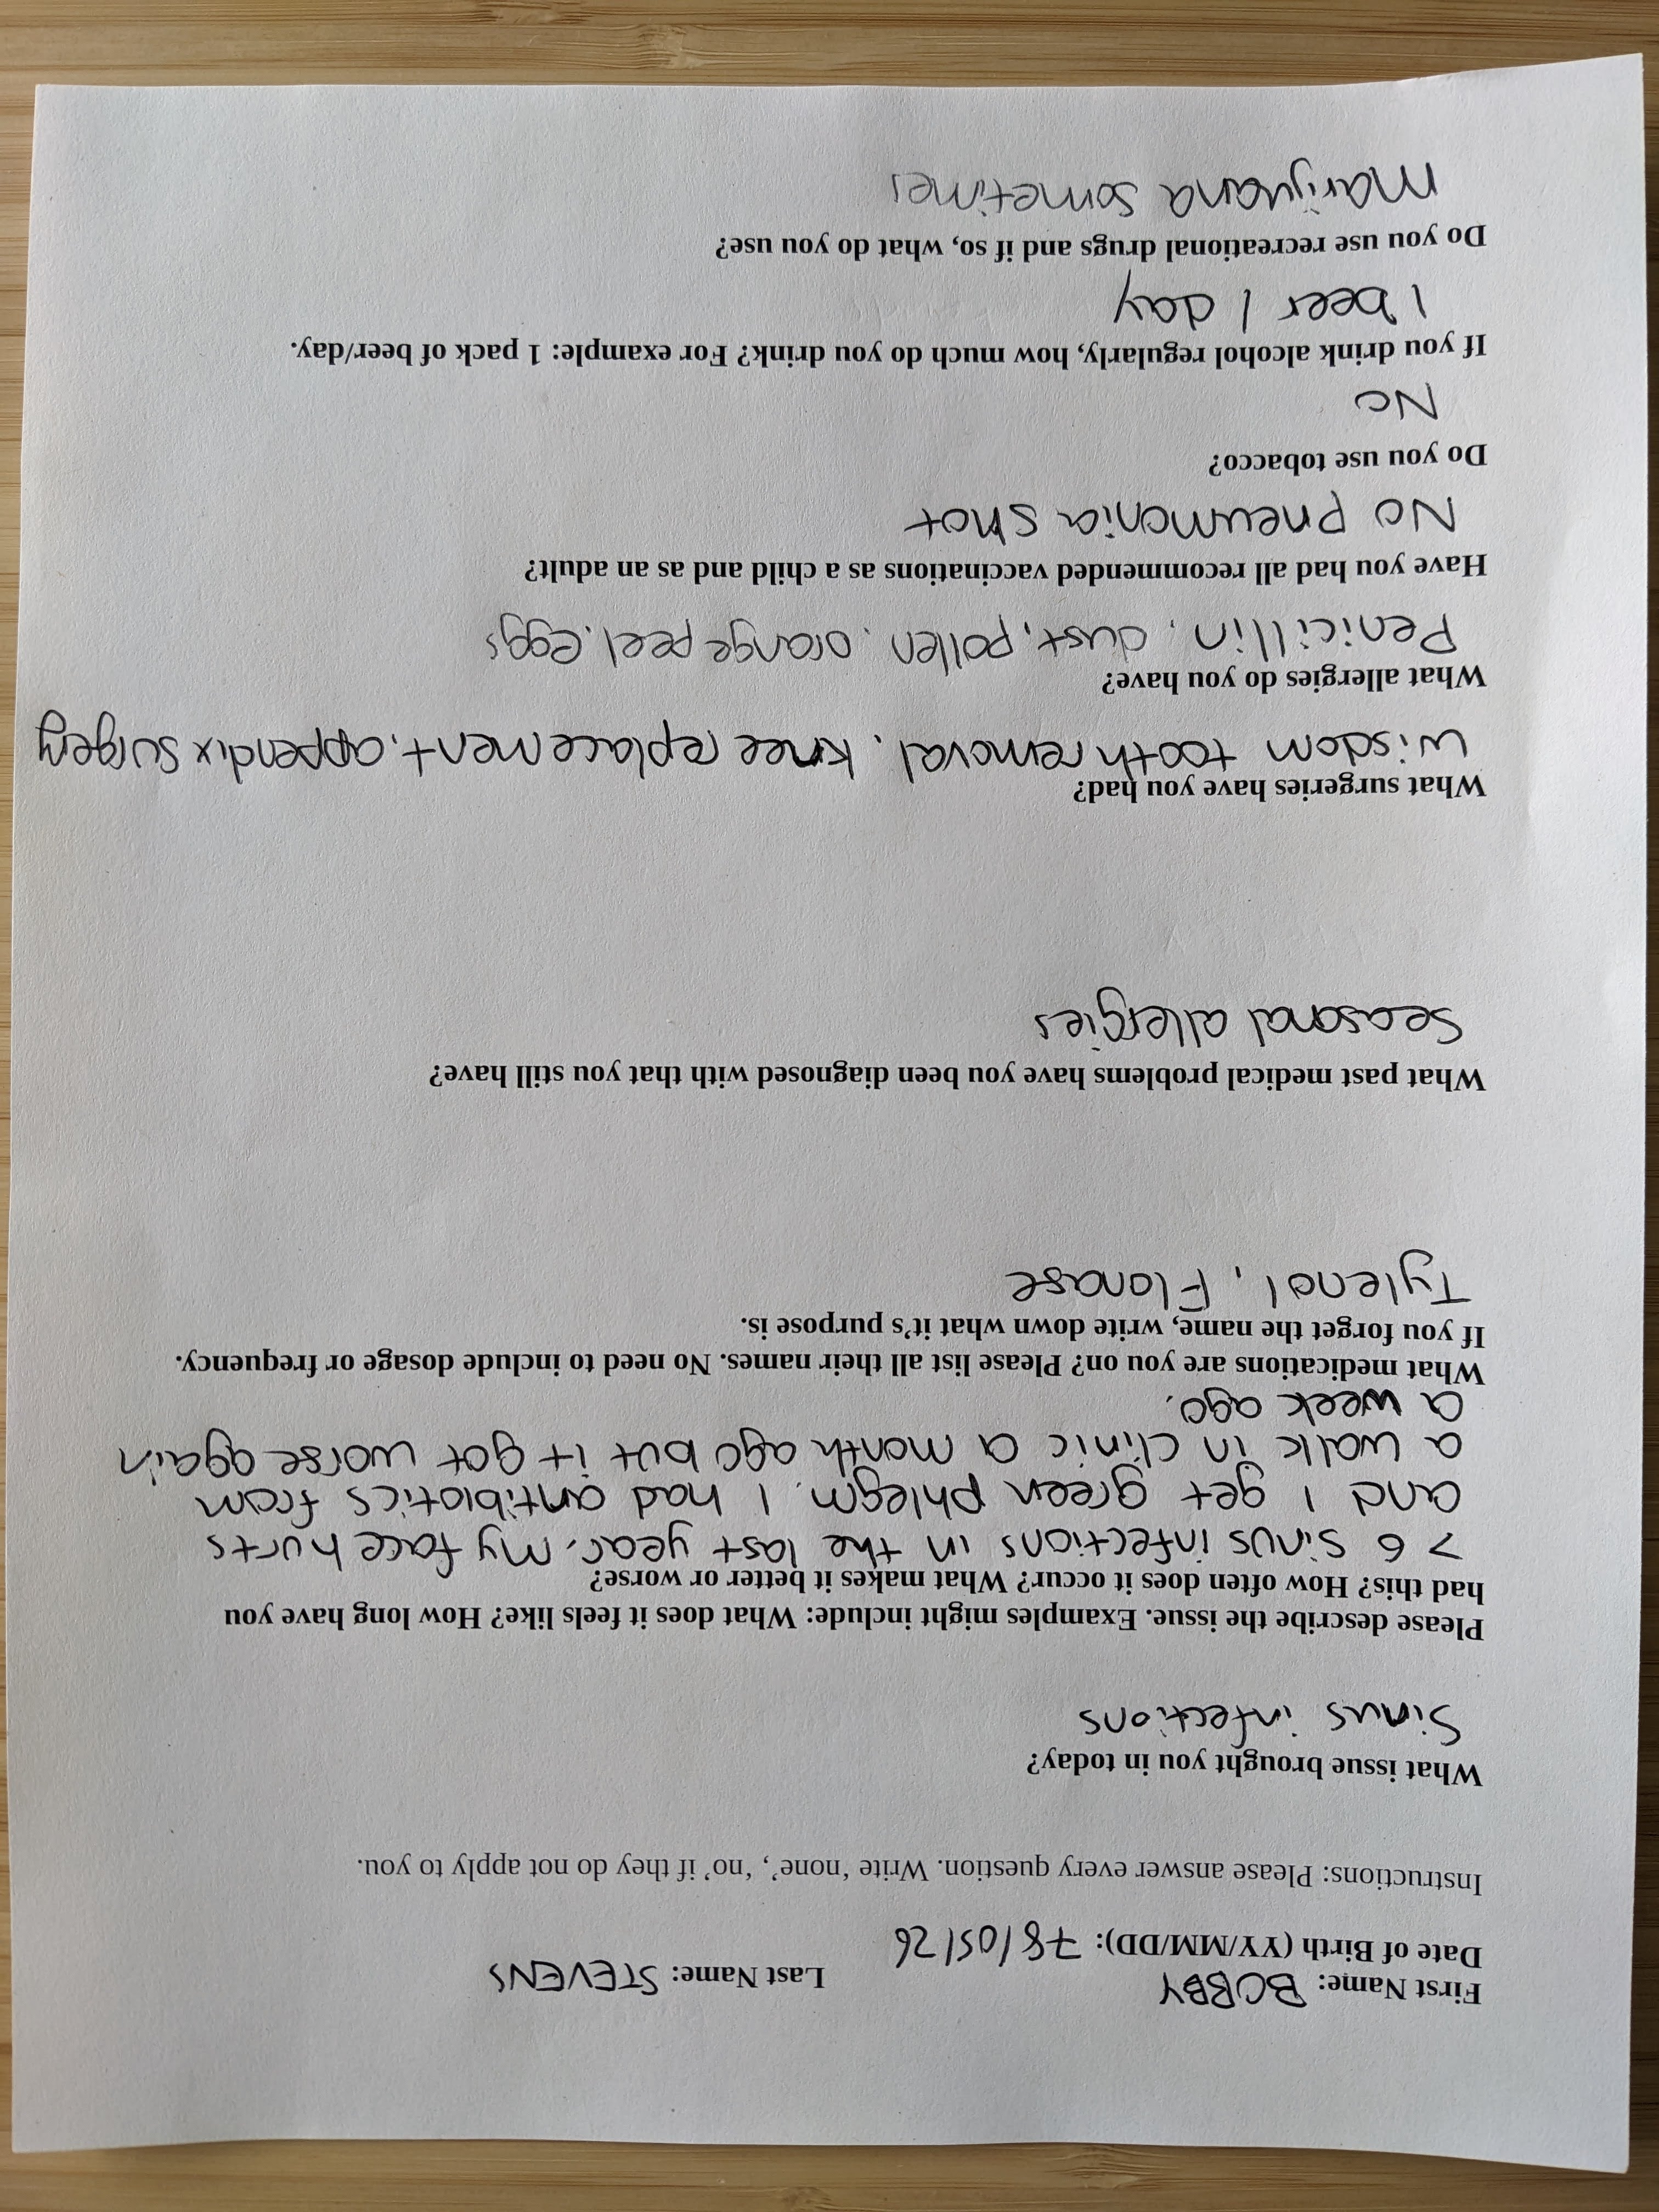 First Name: BOBBY Last Name: STEVENS
Date of Birth (YY/MM/DD): 78/05/26
Instructions: Please answer every question. Write ‘none’, ‘no’ if they do not apply to you.
What issue brought you in today?
Sinus infections
Please describe the issue. Examples might include: What does it feels like? How long have you
had this? How often does it occur? What makes it better or worse?
> 6 sinus infections in the last year. My face hurts
and I get green phlegm. I had antibiotics from
a walk in clinic a month ago but it got worse again
a week ago.
What medications are you on? Please list all their names. No need to include dosage or frequency.
If you forget the name, write down what it’s purpose is.
Tylenol, Flonase
What past medical problems have you been diagnosed with that you still have?
Seasonal allergies
What surgeries have you had?
wisdom tooth removal, knee replacement, appendix surgery
What allergies do you have?
Penicillin, dust, pollen, orange peel, eggs
Have you had all recommended vaccinations as a child and as an adult?
No pneumonia shot
Do you use tobacco?
No
If you drink alcohol regularly, how much do you drink? For example: 1 pack of beer/day.
1 beer / day
Do you use recreational drugs and if so, what do you use?
Marijuana sometimes